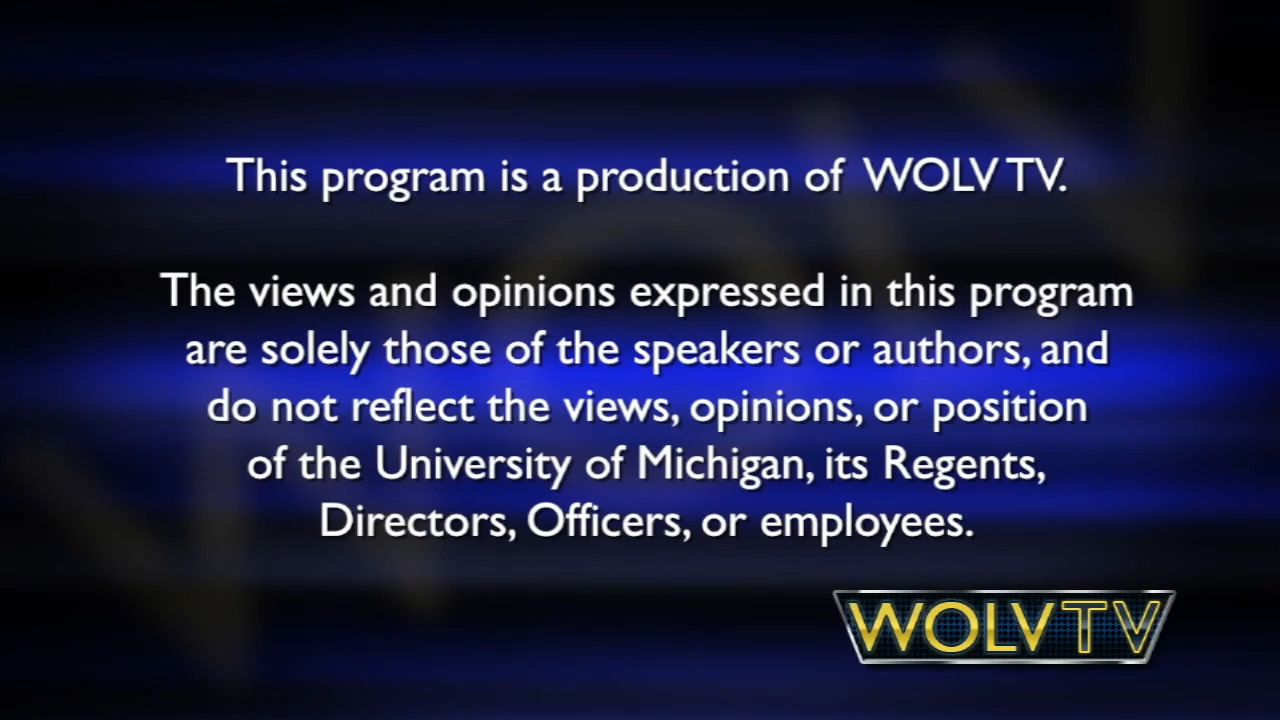 This program is a production of WOLV TV.
The views and opinions expressed in this program
are solely those of the speakers or authors, and
do not reflect the views, opinions, or position
of the University of Michigan, its Regents,
Directors, Officers, or employees.
WOLVTV